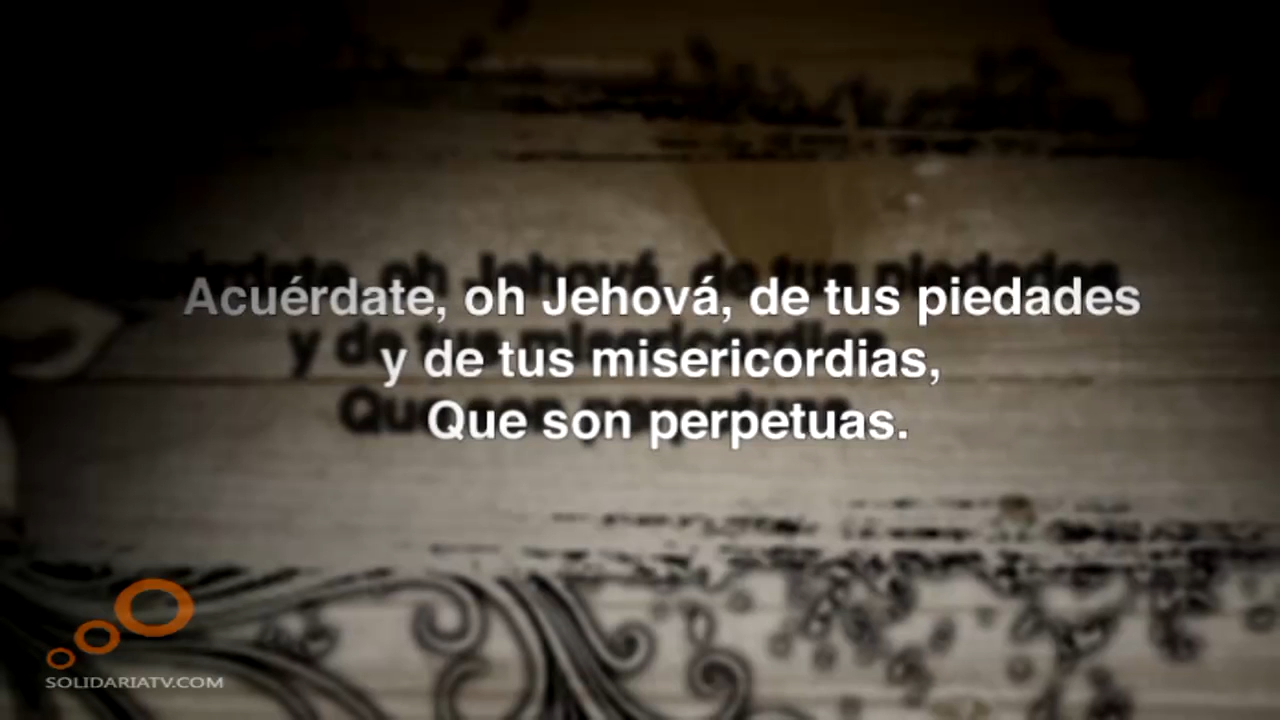 Acuérdate, oh Jehová, de tus piedades
y de tus misericordias,
Que son perpetuas.
SOLIDARIATV.COM